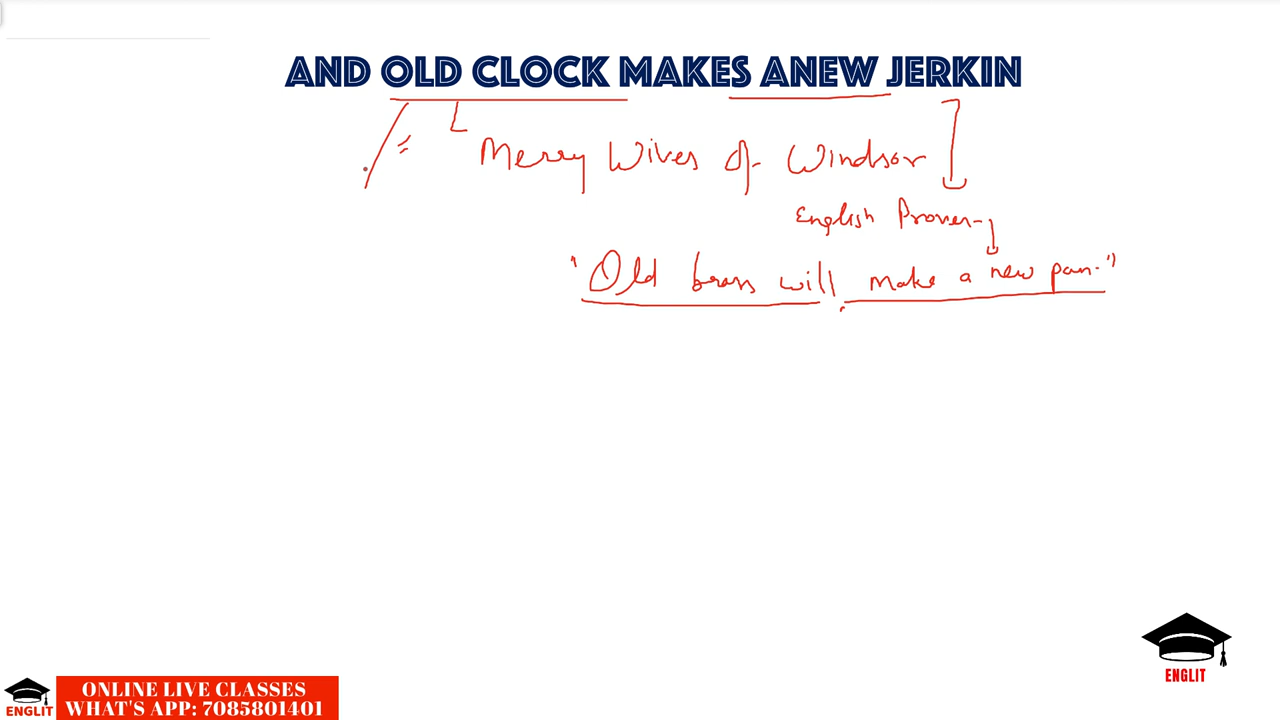 AND OLD CLOCK MAKES ANEW JERKIN
Merry Wives of Windsor
English Prover-
"Old brass will make a new pan."
ENGLIT
ONLINE LIVE CLASSES
WHAT'S APP: 7085801401
ENGLIT